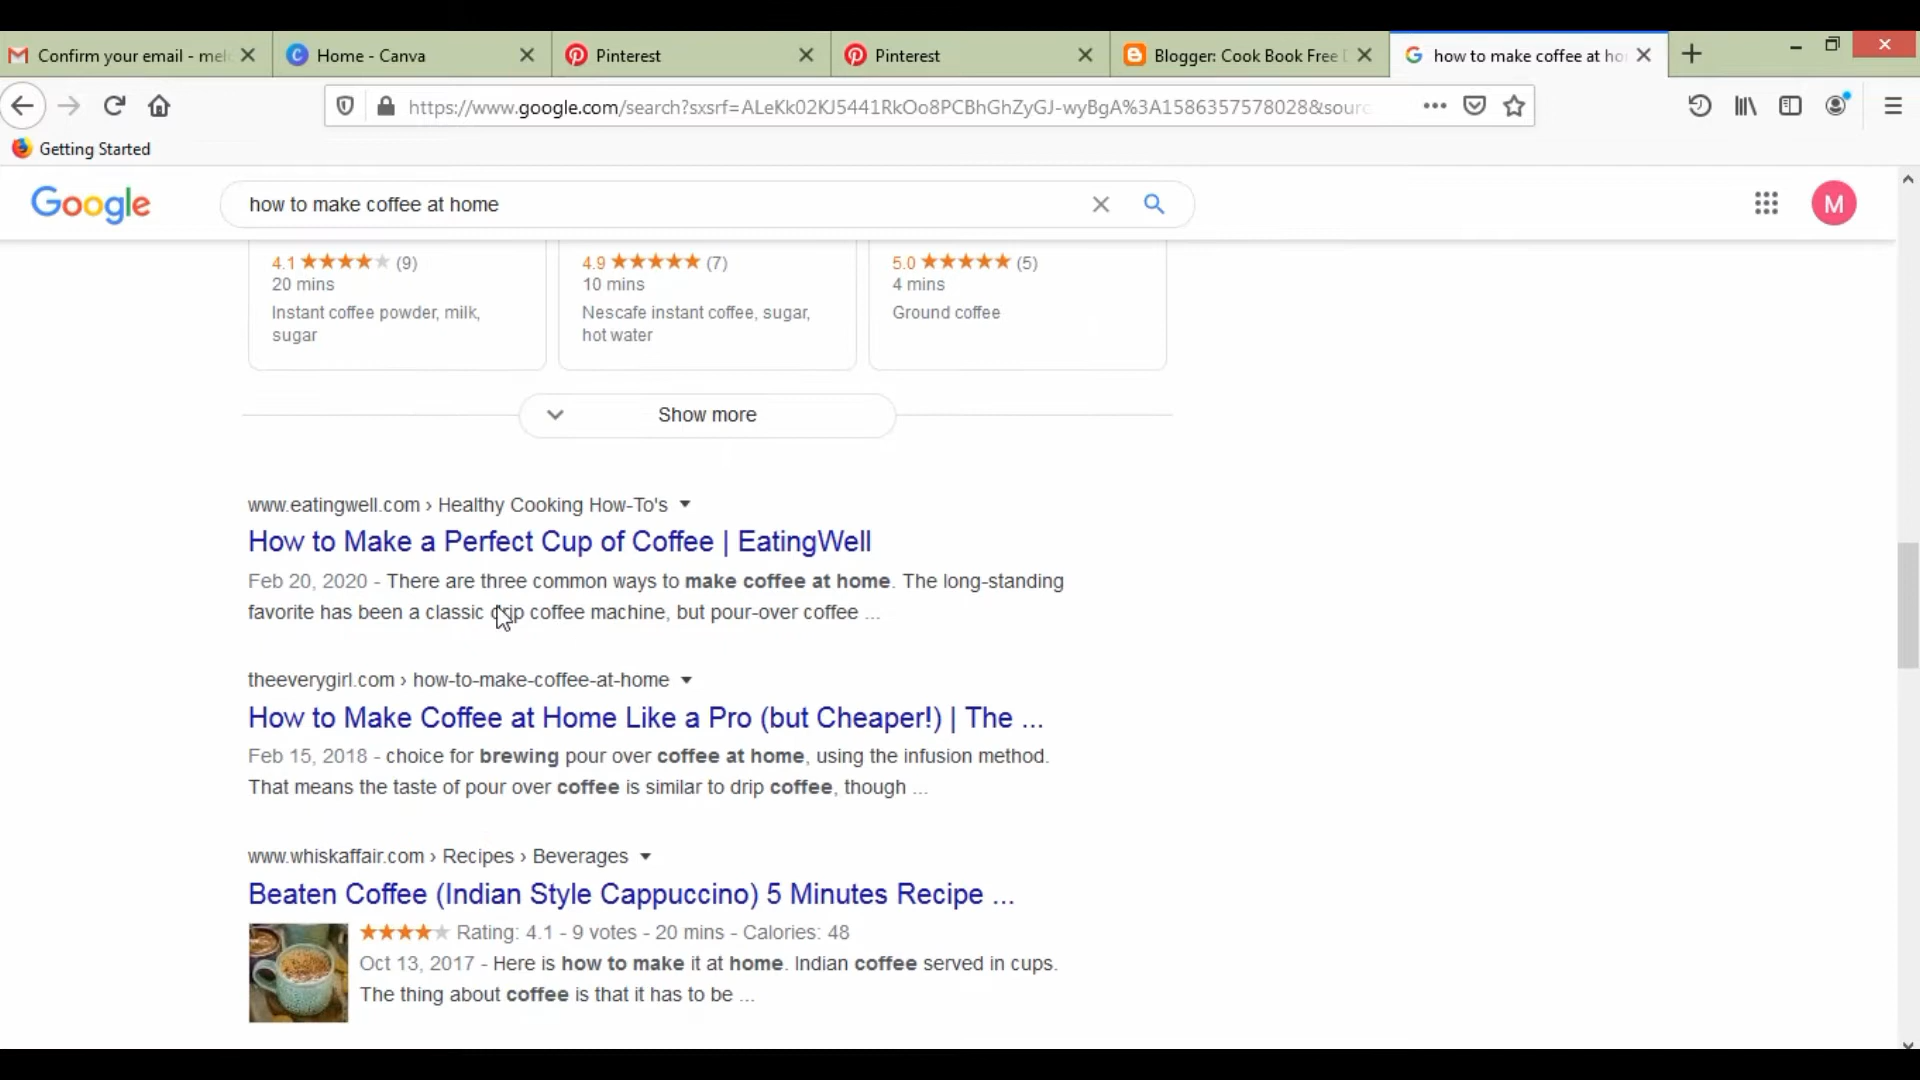 Confirm your email - mel
Home - Canva
Pinterest
Pinterest
Blogger: Cook Book Free
how to make coffee at ho
https://www.google.com/search?sxsrf=ALeKk02KJ5441RkOo8PCBhGhZyGJ-wyBgA%3A1586357578028&sourc
Getting Started
Google
how to make coffee at home
M
4.1 (9)
20 mins
Instant coffee powder, milk,
sugar
4.9 (7)
10 mins
Nescafe instant coffee, sugar,
hot water
5.0 (5)
4 mins
Ground coffee
Show more
www.eatingwell.com › Healthy Cooking How-To's
How to Make a Perfect Cup of Coffee | EatingWell
Feb 20, 2020 - There are three common ways to make coffee at home. The long-standing
favorite has been a classic drip coffee machine, but pour-over coffee ...
theeverygirl.com › how-to-make-coffee-at-home
How to Make Coffee at Home Like a Pro (but Cheaper!) | The ...
Feb 15, 2018 - choice for brewing pour over coffee at home, using the infusion method.
That means the taste of pour over coffee is similar to drip coffee, though ...
www.whiskaffair.com › Recipes › Beverages
Beaten Coffee (Indian Style Cappuccino) 5 Minutes Recipe ...
Rating: 4.1 - 9 votes - 20 mins - Calories: 48
Oct 13, 2017 - Here is how to make it at home. Indian coffee served in cups.
The thing about coffee is that it has to be ...